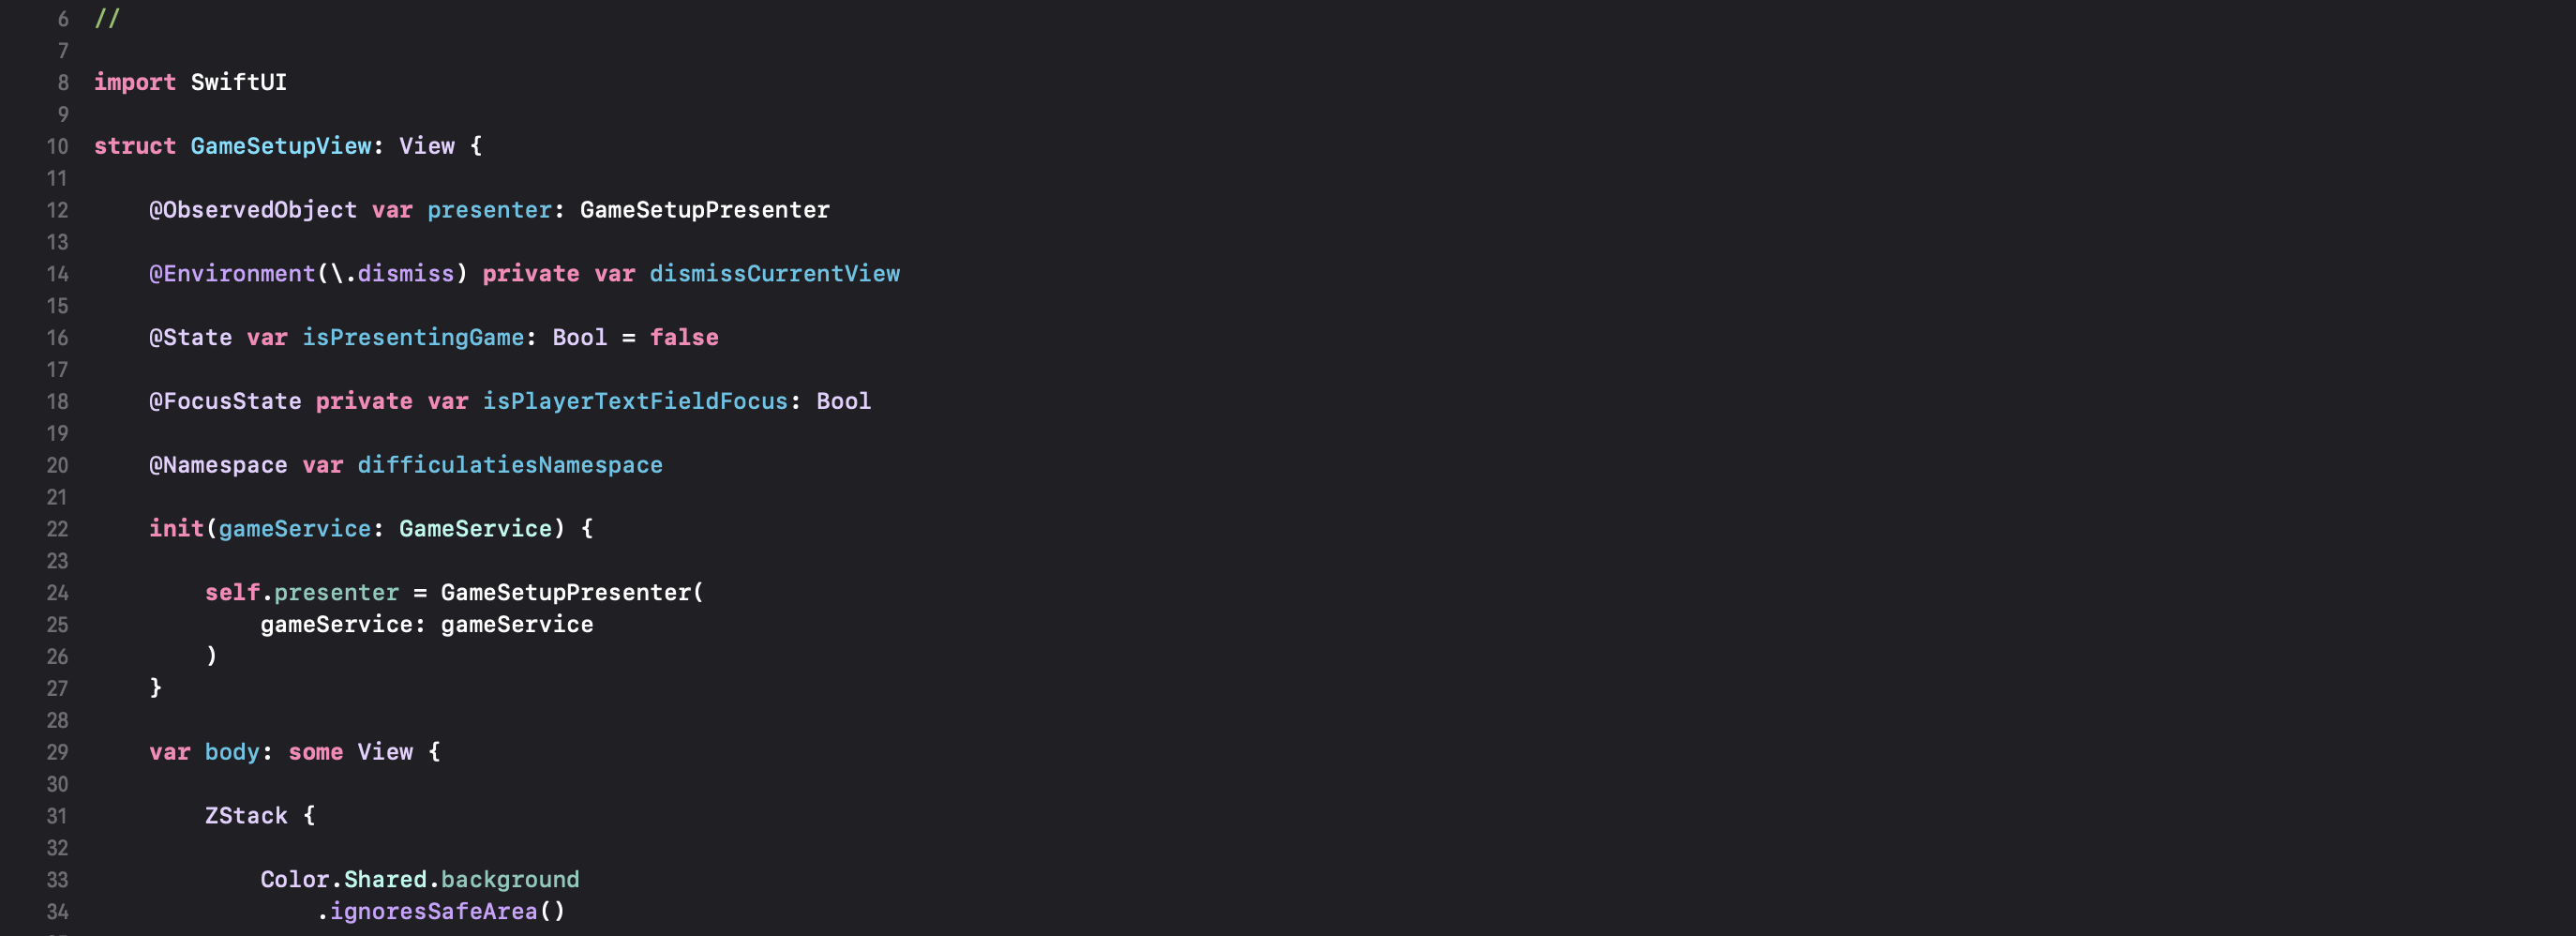 6 //
7
8 import SwiftUI
9
10 struct GameSetupView: View {
11
12     @ObservedObject var presenter: GameSetupPresenter
13
14     @Environment(\.dismiss) private var dismissCurrentView
15
16     @State var isPresentingGame: Bool = false
17
18     @FocusState private var isPlayerTextFieldFocus: Bool
19
20     @Namespace var difficulatiesNamespace
21
22     init(gameService: GameService) {
23
24         self.presenter = GameSetupPresenter(
25             gameService: gameService
26         )
27     }
28
29     var body: some View {
30
31         ZStack {
32
33             Color.Shared.background
34                 .ignoresSafeArea()